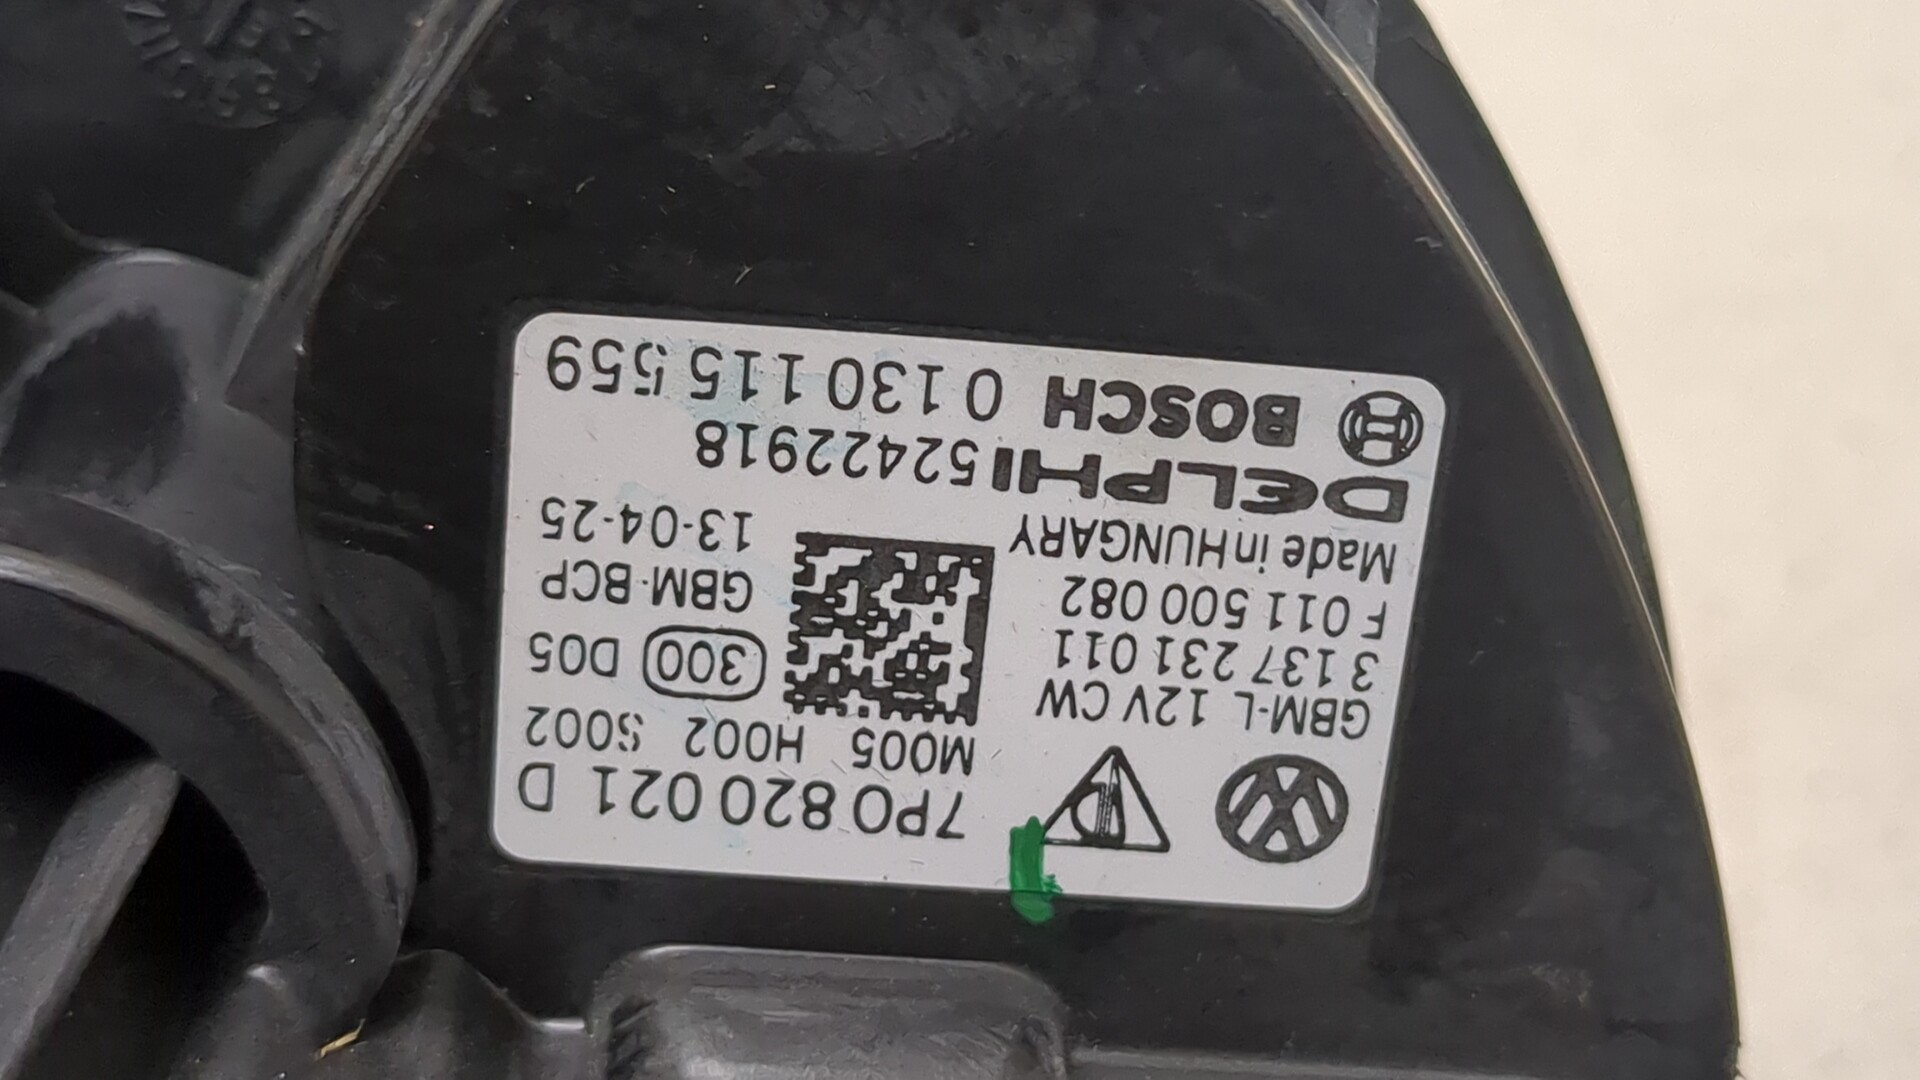 7P0 820 021 D
M005 H002 S002
300 D05
GBM-BCP
13-04-25
GBM-L 12V CW
3 137 231 011
F 011 500 082
Made in HUNGARY
DELPHI 52422918
BOSCH 0 130 115 559